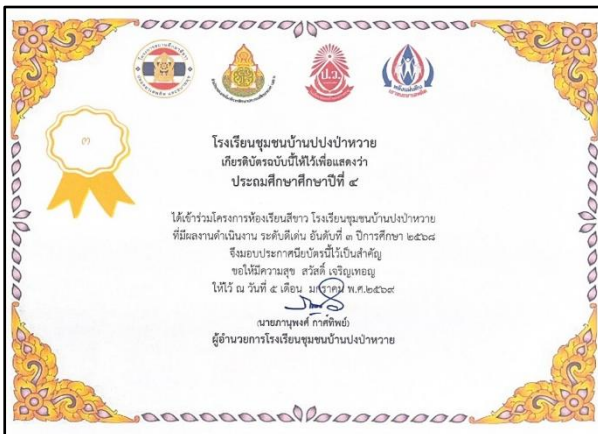 ป.ว.
(๓)
โรงเรียนชุมชนบ้านปปงป่าหวาย
เกียรติบัตรฉบับนี้ให้ไว้เพื่อแสดงว่า
ประถมศึกษาศึกษาปีที่ ๔
ได้เข้าร่วมโครงการห้องเรียนสีขาว โรงเรียนชุมชนบ้านปงป่าหวาย
ที่มีผลงานดำเนินงาน ระดับดีเด่น อันดับที่ ๓ ปีการศึกษา ๒๕๖๘
จึงมอบประกาศนียบัตรนี้ไว้เป็นสำคัญ
ขอให้มีความสุข สวัสดิ์ เจริญเทอญ
ให้ไว้ ณ วันที่ ๕ เดือน มกราคม พ.ศ.๒๕๖๙
(นายภานุพงศ์ กาศทิพย์)
ผู้อำนวยการโรงเรียนชุมชนบ้านปงป่าหวาย